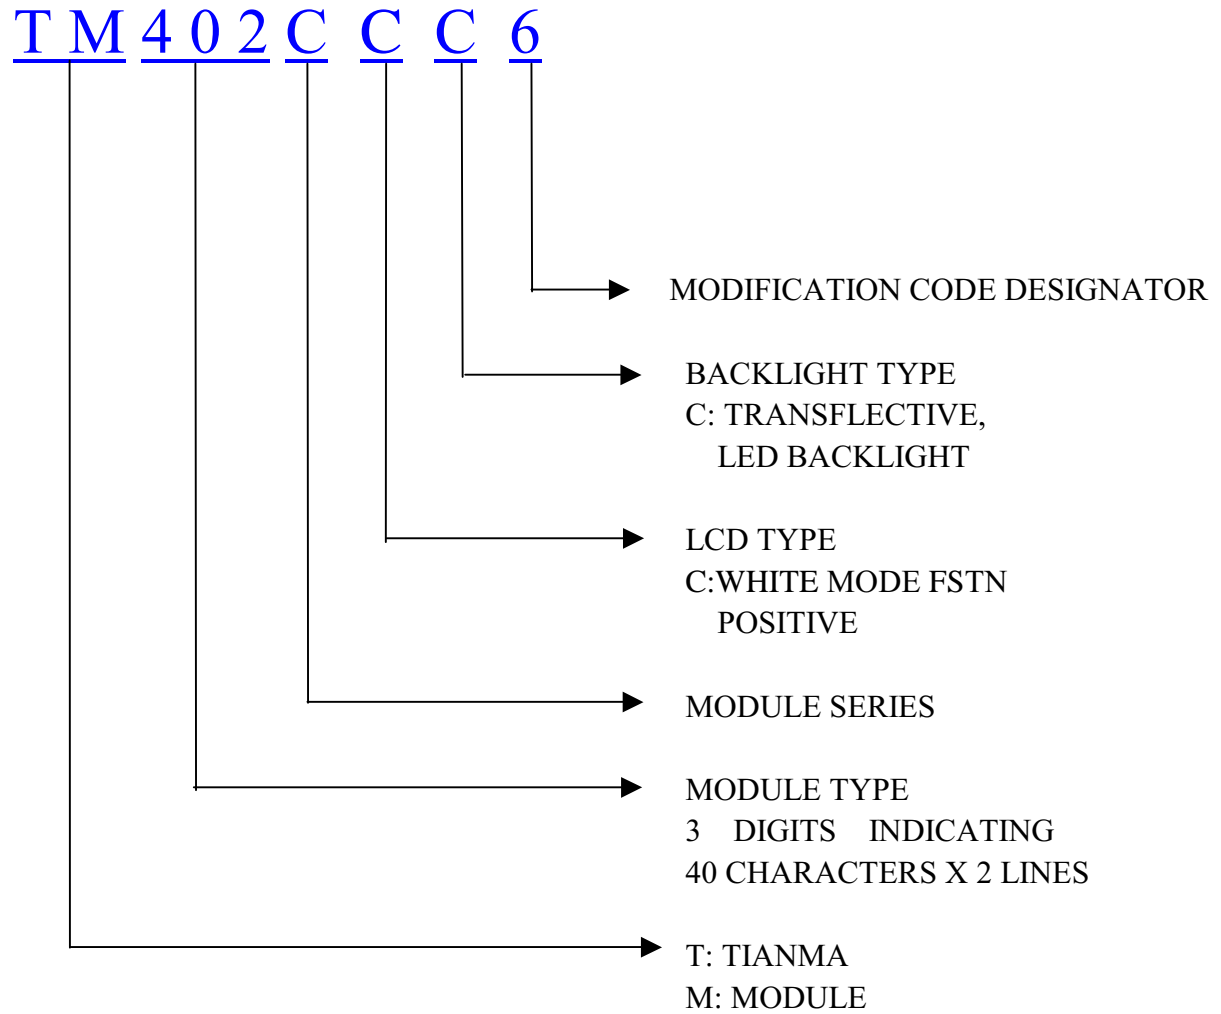 T M 4 0 2 C C C 6
MODIFICATION CODE DESIGNATOR
BACKLIGHT TYPE
C: TRANSFLECTIVE,
LED BACKLIGHT
LCD TYPE
C:WHITE MODE FSTN
POSITIVE
MODULE SERIES
MODULE TYPE
3 DIGITS INDICATING
40 CHARACTERS X 2 LINES
T: TIANMA
M: MODULE